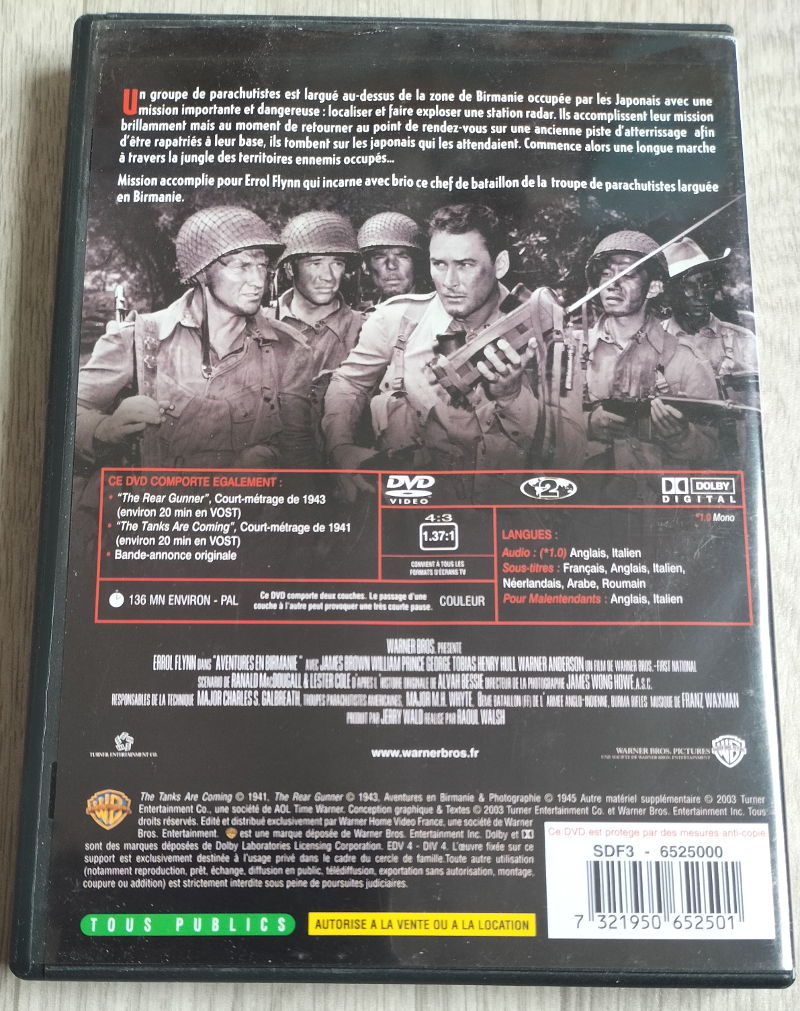 Un groupe de parachutistes est largué au-dessus de la zone de Birmanie occupée par les Japonais avec une
mission importante et dangereuse : localiser et faire exploser une station radar. Ils accomplissent leur mission
brillamment mais au moment de retourner au point de rendez-vous sur une ancienne piste d'atterrissage afin
d'être rapatriés à leur base, ils tombent sur les japonais qui les attendaient. Commence alors une longue marche
à travers la jungle des territoires ennemis occupés...
Mission accomplie pour Errol Flynn qui incarne avec brio ce chef de bataillon de la troupe de parachutistes larguée
en Birmanie.
CE DVD COMPORTE EGALEMENT :
• "The Rear Gunner", Court-métrage de 1943
(environ 20 min en VOST)
• "The Tanks Are Coming", Court-métrage de 1941
(environ 20 min en VOST)
• Bande-annonce originale
136 MN ENVIRON - PAL
Ce DVD comporte deux couches. Le passage d'une
couche à l'autre peut provoquer une très courte pause.
COULEUR
DVD
VIDEO
4:3
1.37:1
CONVIENT À TOUS LES
FORMATS D'ÉCRANS TV
2
DOLBY
DIGITAL
*1.0 Mono
LANGUES :
Audio : (*1.0) Anglais, Italien
Sous-titres : Français, Anglais, Italien,
Néerlandais, Arabe, Roumain
Pour Malentendants : Anglais, Italien
WARNER BROS. PRÉSENTE
ERROL FLYNN DANS "AVENTURES EN BIRMANIE" AVEC JAMES BROWN WILLIAM PRINCE GEORGE TOBIAS HENRY HULL WARNER ANDERSON UN FILM DE WARNER BROS.-FIRST NATIONAL
SCENARIO DE RANALD MACDOUGALL & LESTER COLE D'APRES L'HISTOIRE ORIGINALE DE ALVAH BESSIE DIRECTEUR DE LA PHOTOGRAPHIE JAMES WONG HOWE A.S.C.
RESPONSABLES DE LA TECHNIQUE MAJOR CHARLES S. GALBREATH, TROUPES PARACHUTISTES AMERICAINES, MAJOR M.H. WHYTE, BATAILLON (FF) DE L'ARMEE ANGLO-INDIENNE, BURMA RIFLES MUSIQUE DE FRANZ WAXMAN
PRODUIT PAR JERRY WALD REALISE PAR RAOUL WALSH
TURNER ENTERTAINMENT CO.
www.warnerbros.fr
WARNER BROS. PICTURES
UNE SOCIETE DE WARNER BROS. ENTERTAINMENT
WB
The Tanks Are Coming © 1941, The Rear Gunner © 1943, Aventures en Birmanie & Photographie © 1945 Autre matériel supplémentaire © 2003 Turner
Entertainment Co., une société de AOL Time Warner. Conception graphique & Textes © 2003 Turner Entertainment Co. et Warner Bros. Entertainment Inc. Tous
droits réservés. Edité et distribué exclusivement par Warner Home Video France, une société de Warner
Bros. Entertainment. est une marque déposée de Warner Bros. Entertainment Inc. Dolby et
sont des marques déposées de Dolby Laboratories Licensing Corporation. EDV 4 - DIV 4. L'œuvre fixée sur ce
support est exclusivement destinée à l'usage privé dans le cadre du cercle de famille.Toute autre utilisation
(notamment reproduction, prêt, échange, diffusion en public, télédiffusion, exportation sans autorisation, montage,
coupure ou addition) est strictement interdite sous peine de poursuites judiciaires.
TOUS PUBLICS
AUTORISE A LA VENTE OU A LA LOCATION
Ce DVD est protégé par des mesures anti-copie
SDF3 - 6525000
7 321950 652501